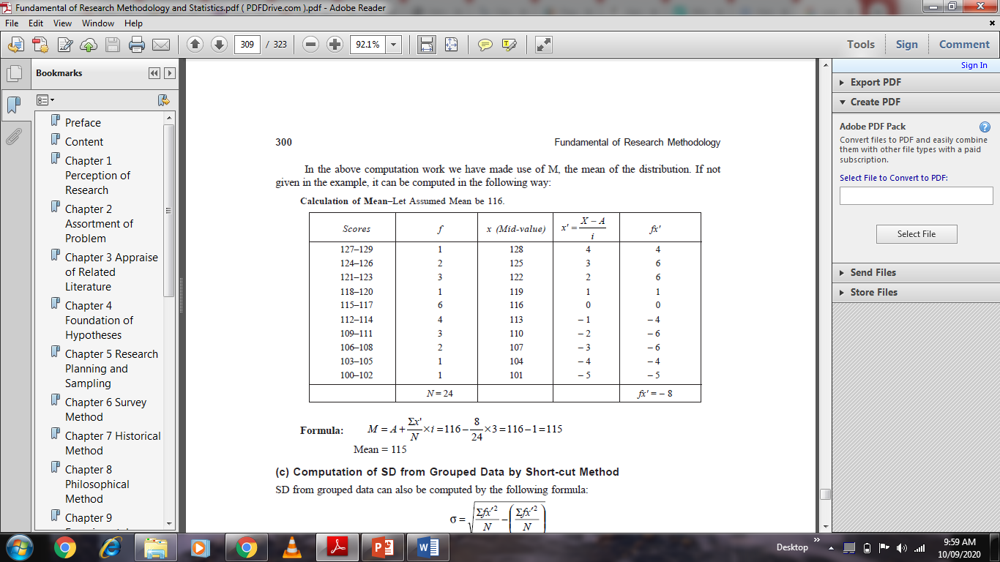 Fundamental of Research Methodology and Statistics.pdf ( PDFDrive.com ).pdf - Adobe Reader
File Edit View Window Help
309 / 323 92.1% Tools Sign Comment
Bookmarks
Preface
Content
Chapter 1
Perception of
Research
Chapter 2
Assortment of
Problem
Chapter 3 Appraise
of Related
Literature
Chapter 4
Foundation of
Hypotheses
Chapter 5 Research
Planning and
Sampling
Chapter 6 Survey
Method
Chapter 7 Historical
Method
Chapter 8
Philosophical
Method
Chapter 9
300 Fundamental of Research Methodology
In the above computation work we have made use of M, the mean of the distribution. If not
given in the example, it can be computed in the following way:
Calculation of Mean–Let Assumed Mean be 116.
Scores f x (Mid-value) x' = X – A / i fx'
127–129 1 128 4 4
124–126 2 125 3 6
121–123 3 122 2 6
118–120 1 119 1 1
115–117 6 116 0 0
112–114 4 113 – 1 – 4
109–111 3 110 – 2 – 6
106–108 2 107 – 3 – 6
103–105 1 104 – 4 – 4
100–102 1 101 – 5 – 5
N = 24 fx' = – 8
Formula: M = A + Σx'/N × i = 116 – 8/24 × 3 = 116 – 1 = 115
Mean = 115
(c) Computation of SD from Grouped Data by Short-cut Method
SD from grouped data can also be computed by the following formula:
σ = √ Σfx'²/N – (Σfx'²/N)
Sign In
Export PDF
Create PDF
Adobe PDF Pack
Convert files to PDF and easily combine
them with other file types with a paid
subscription.
Select File to Convert to PDF:
Select File
Send Files
Store Files
Desktop
9:59 AM
10/09/2020